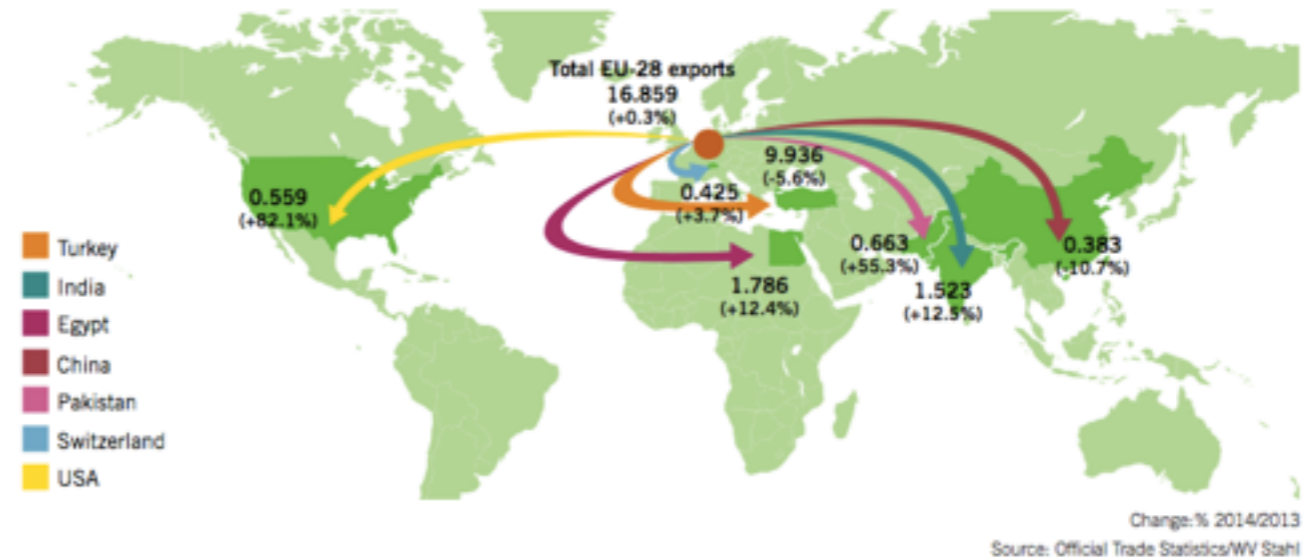 Total EU-28 exports
16.859
(+0.3%)
9.936
(-5.6%)
0.559
(+82.1%)
0.425
(+3.7%)
0.663
(+55.3%)
0.383
(-10.7%)
1.786
(+12.4%)
1.523
(+12.5%)
Turkey
India
Egypt
China
Pakistan
Switzerland
USA
Change:% 2014/2013
Source: Official Trade Statistics/WV Stahl